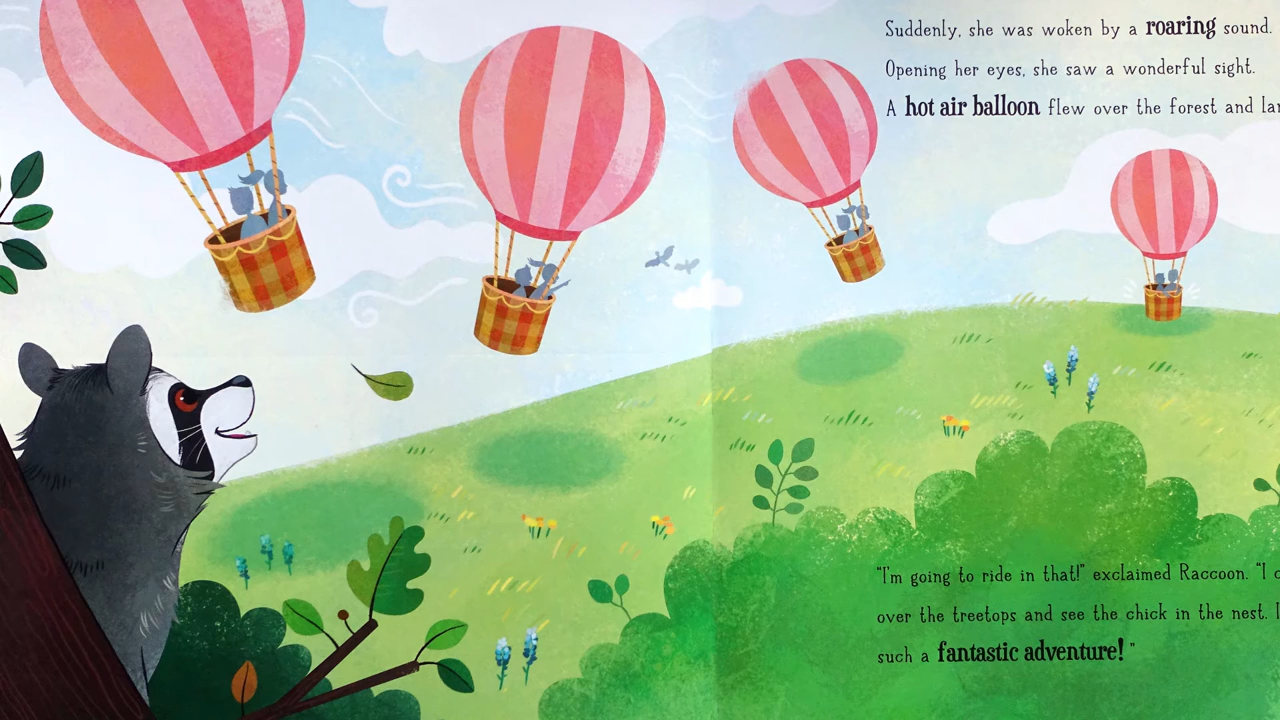 Suddenly, she was woken by a roaring sound.
Opening her eyes, she saw a wonderful sight.
A hot air balloon flew over the forest and
"I'm going to ride in that!" exclaimed Raccoon. "I
over the treetops and see the chick in the nest.
such a fantastic adventure! "